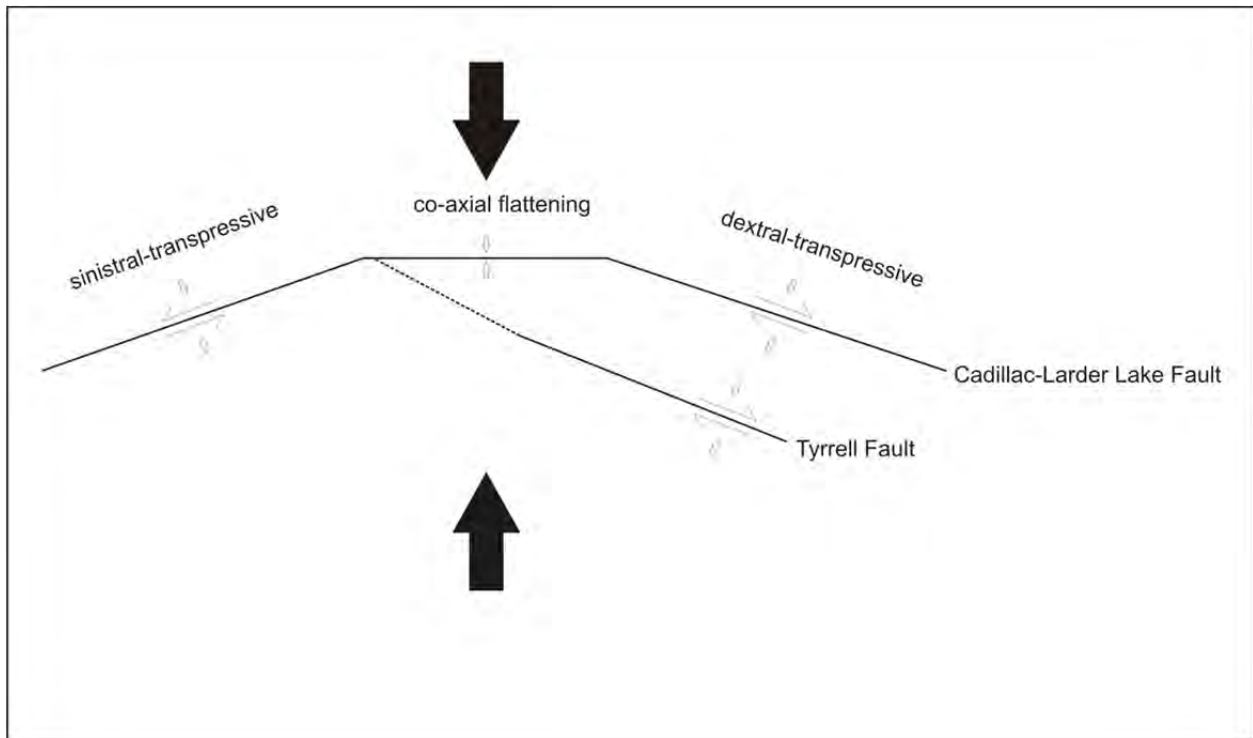 co-axial flattening
sinistral-transpressive
dextral-transpressive
Cadillac-Larder Lake Fault
Tyrrell Fault